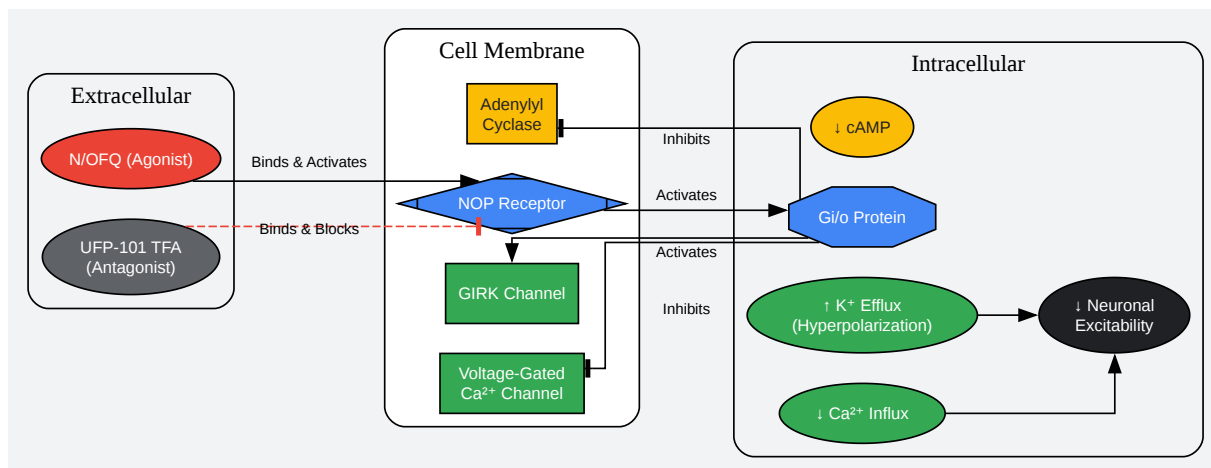 Extracellular
N/OFQ (Agonist)
UFP-101 TFA
(Antagonist)
Binds & Activates
Binds & Blocks
Cell Membrane
Adenylyl
Cyclase
NOP Receptor
GIRK Channel
Voltage-Gated
Ca²⁺ Channel
Inhibits
Activates
Activates
Inhibits
Intracellular
↓ cAMP
Gi/o Protein
↑ K⁺ Efflux
(Hyperpolarization)
↓ Neuronal
Excitability
↓ Ca²⁺ Influx